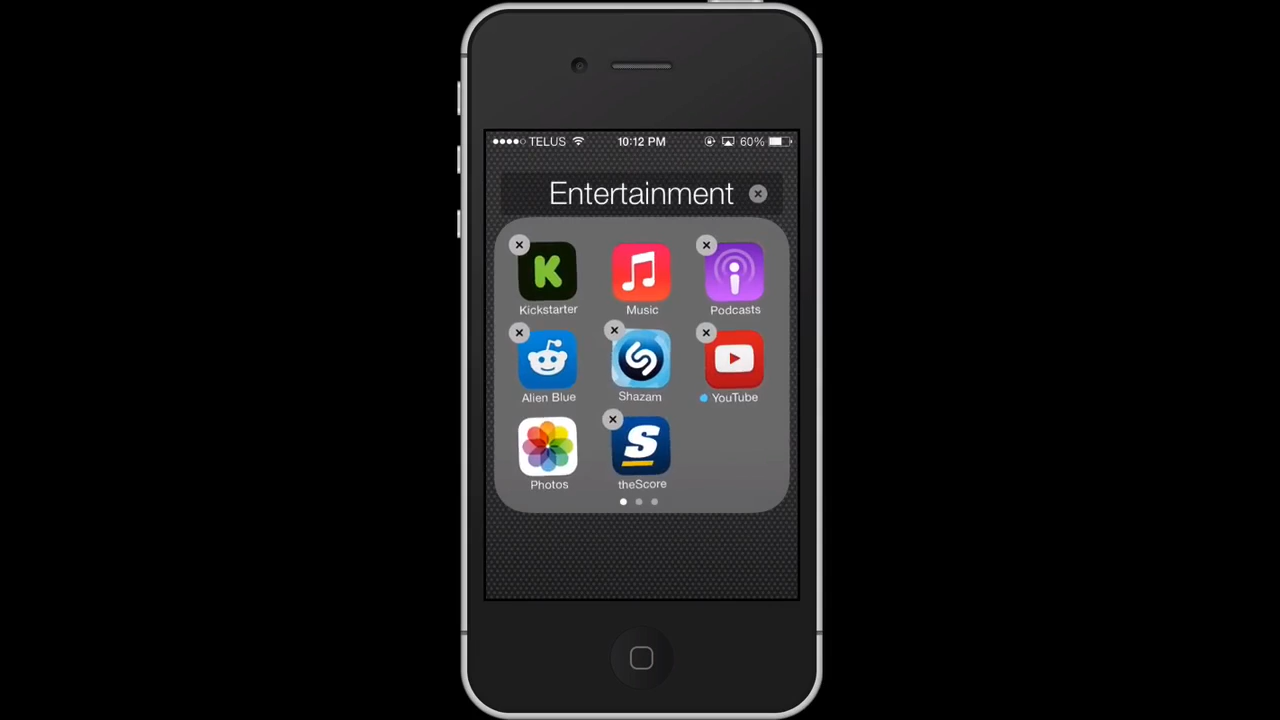 TELUS 10:12 PM 60%
Entertainment
Kickstarter Music Podcasts
Alien Blue Shazam YouTube
Photos theScore